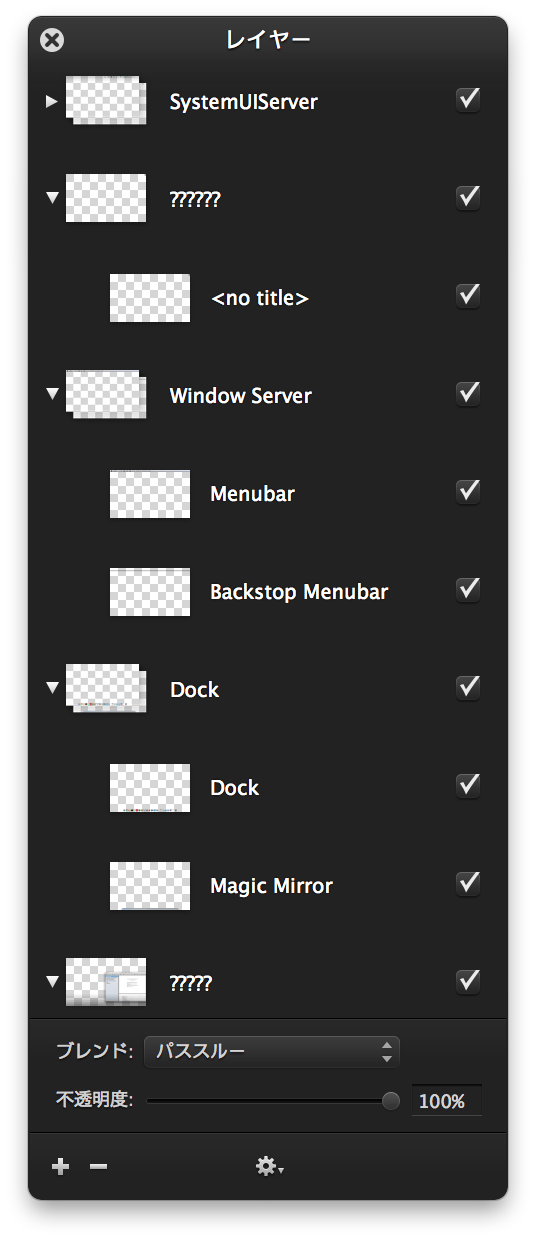 レイヤー
SystemUIServer
??????
<no title>
Window Server
Menubar
Backstop Menubar
Dock
Dock
Magic Mirror
?????
ブレンド: パススルー
不透明度: 100%